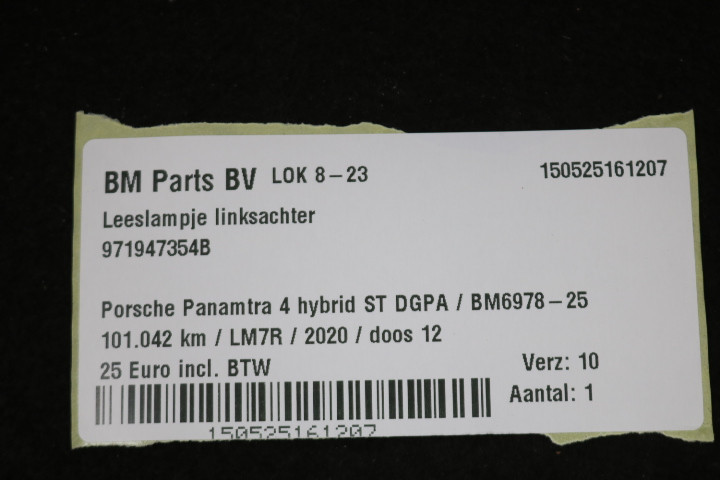 BM Parts BV LOK 8-23 150525161207
Leeslampje linksachter
971947354B
Porsche Panamtra 4 hybrid ST DGPA / BM6978-25
101.042 km / LM7R / 2020 / doos 12
25 Euro incl. BTW Verz: 10
Aantal: 1
150525161207